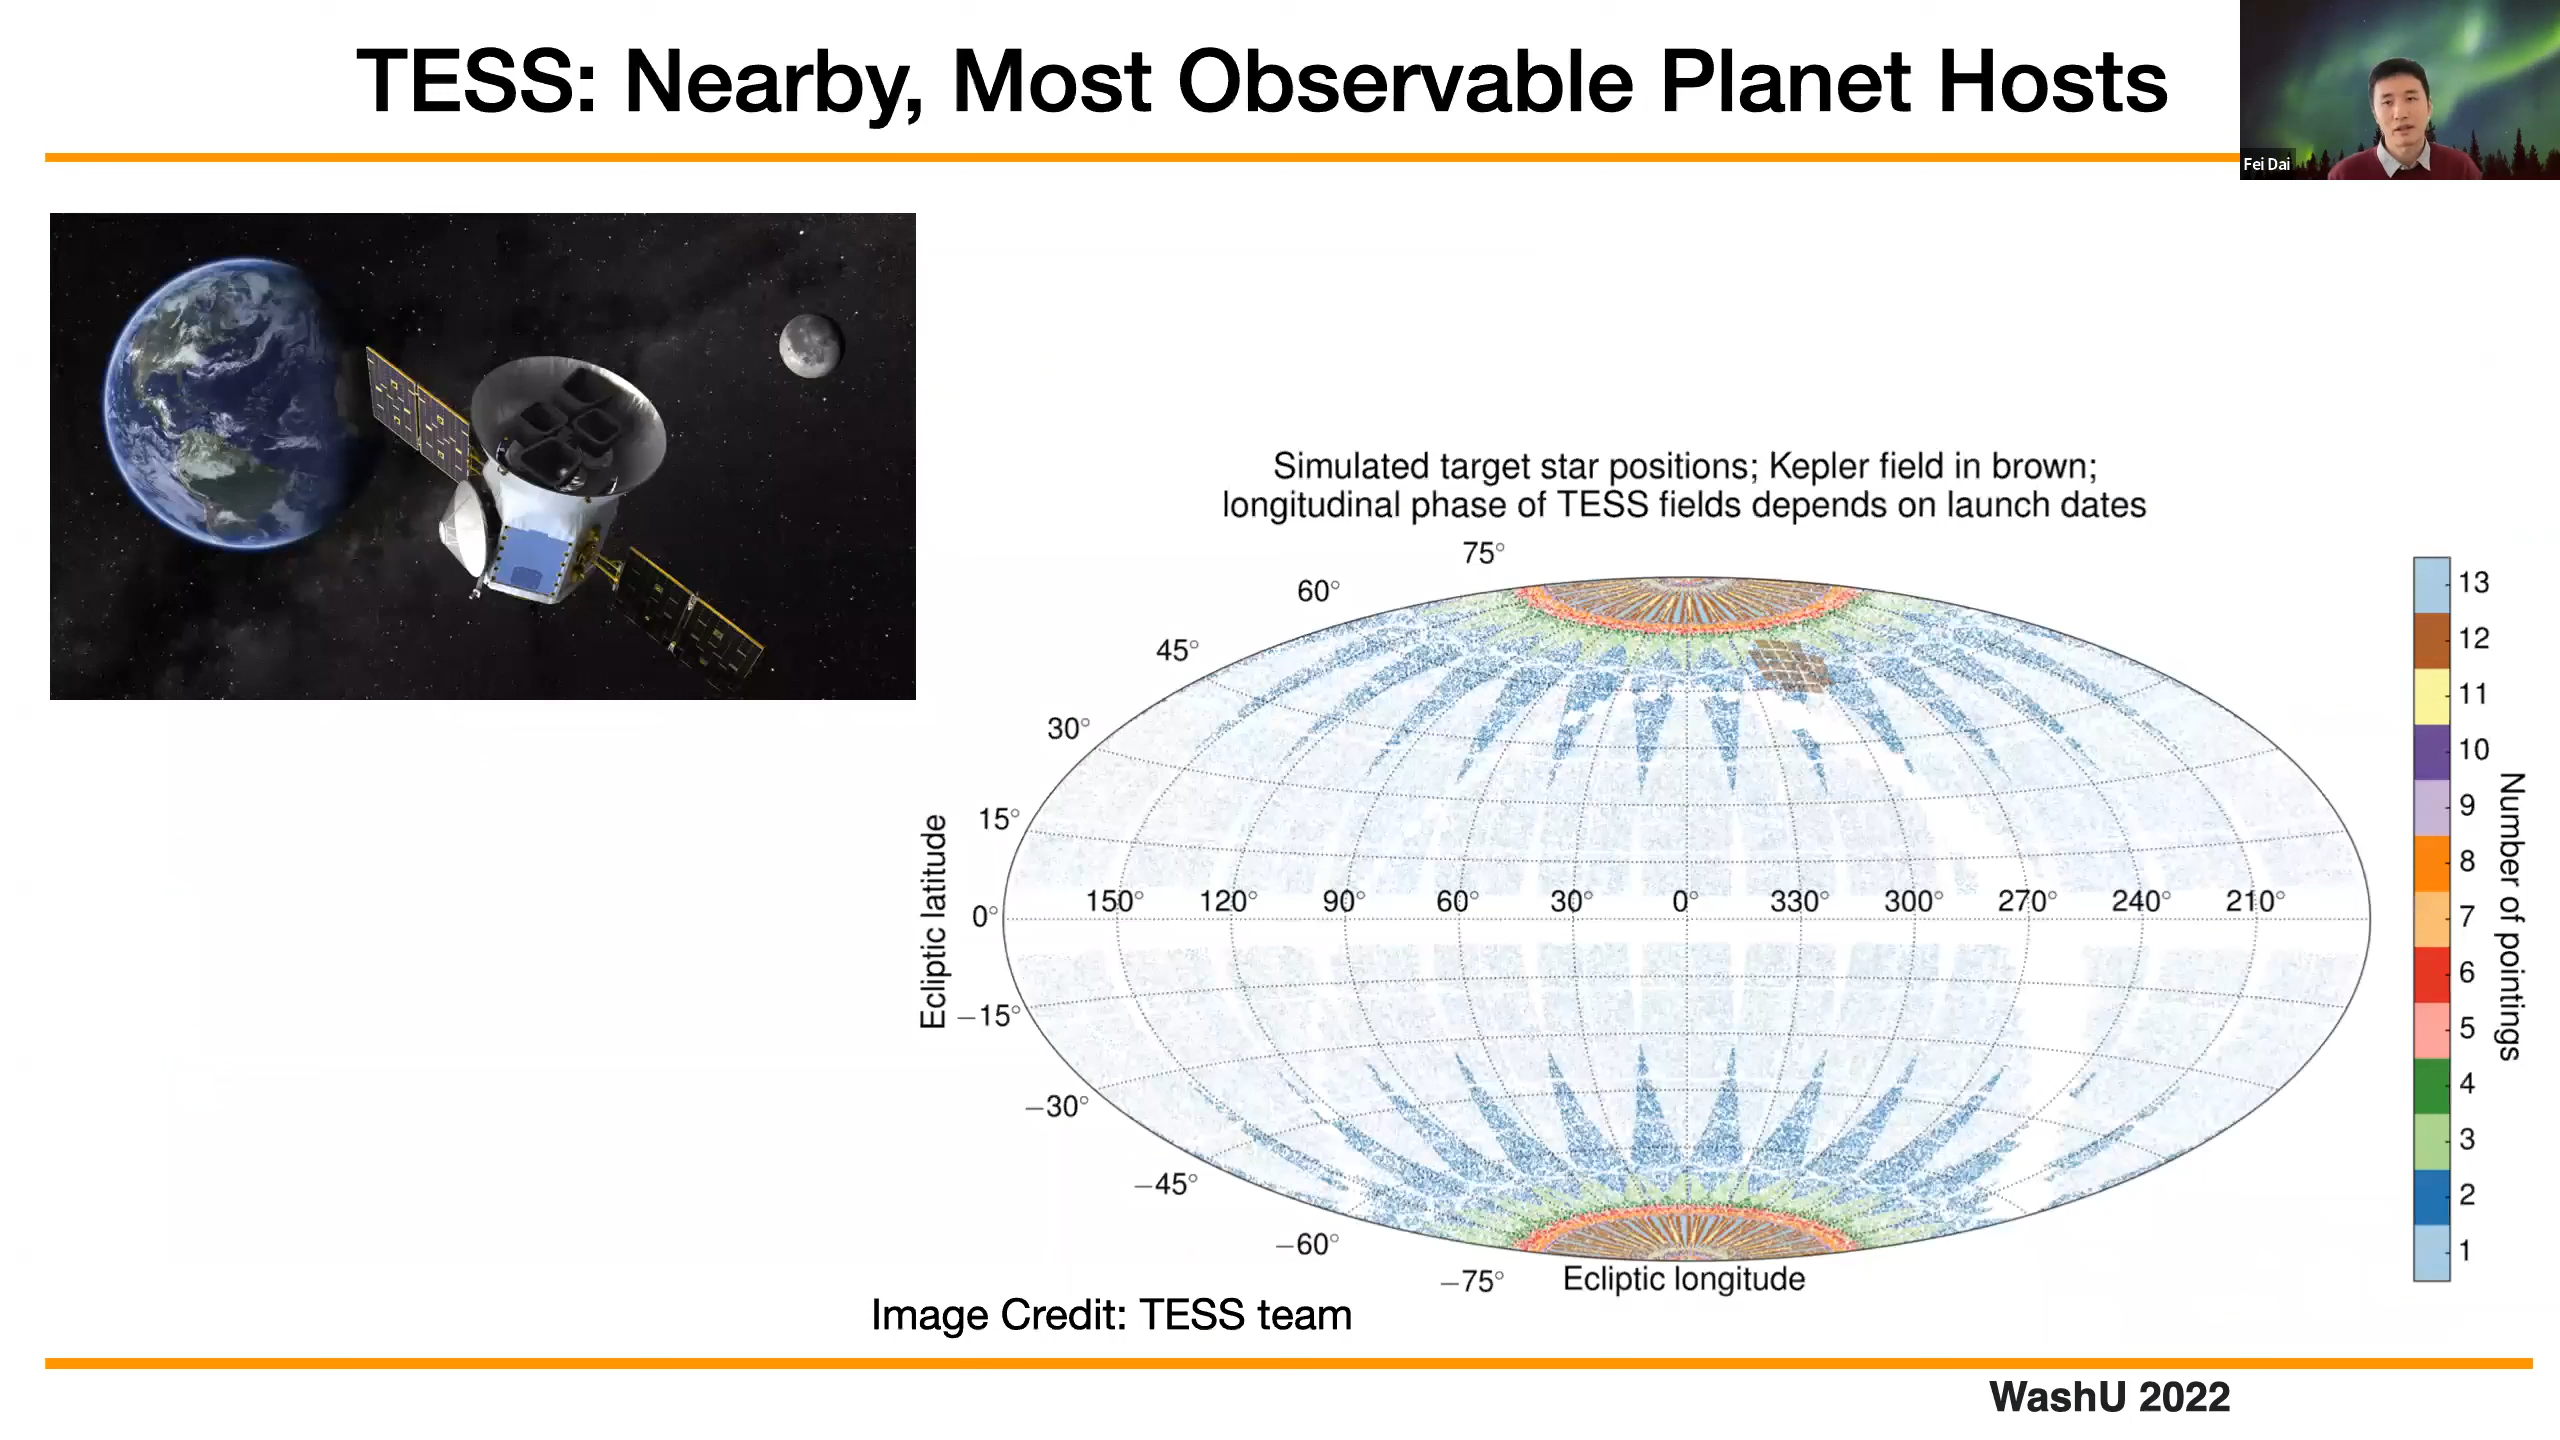 TESS: Nearby, Most Observable Planet Hosts
Fei Dai
Simulated target star positions; Kepler field in brown;
longitudinal phase of TESS fields depends on launch dates
75°
60°
45°
30°
15°
0°
−15°
−30°
−45°
−60°
−75°
Ecliptic latitude
150° 120° 90° 60° 30° 0° 330° 300° 270° 240° 210°
Ecliptic longitude
13
12
11
10
9
8
7
6
5
4
3
2
1
Number of pointings
Image Credit: TESS team
WashU 2022